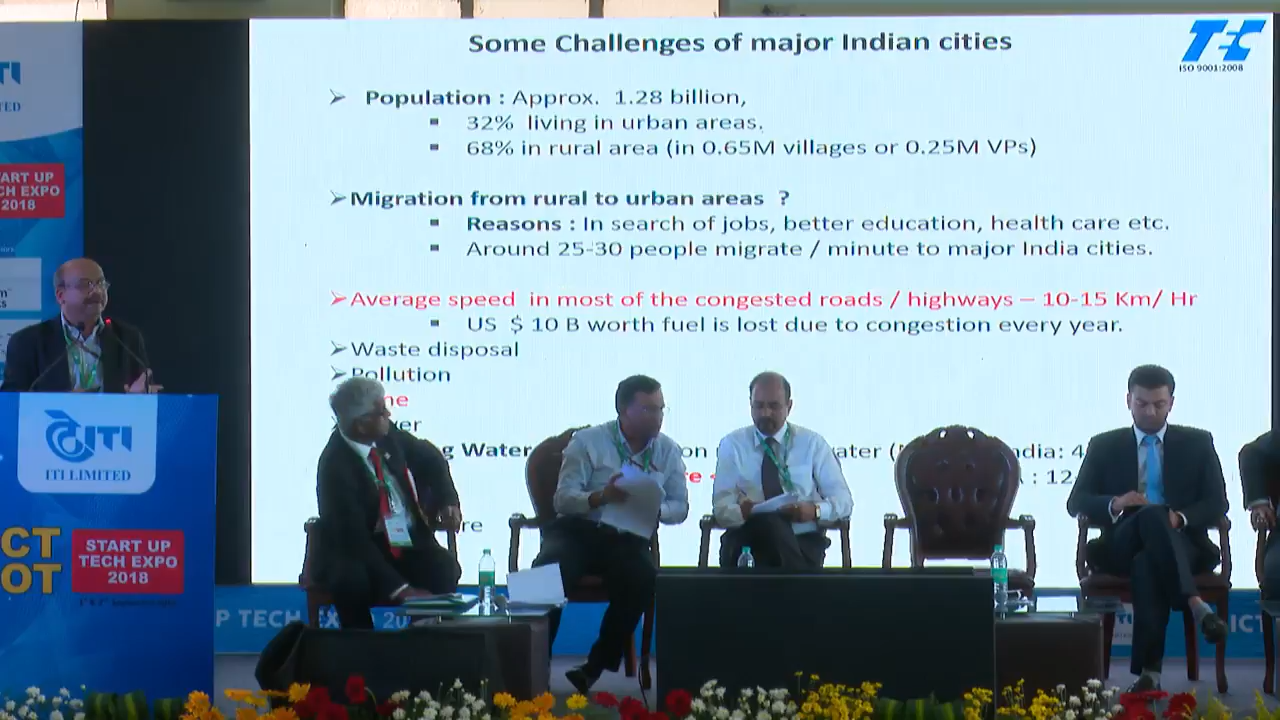 Some Challenges of major Indian cities
TEC
ISO 9001:2008
➢ Population : Approx. 1.28 billion,
▪ 32% living in urban areas.
▪ 68% in rural area (in 0.65M villages or 0.25M VPs)
➢Migration from rural to urban areas ?
▪ Reasons : In search of jobs, better education, health care etc.
▪ Around 25-30 people migrate / minute to major India cities.
➢Average speed in most of the congested roads / highways – 10-15 Km/ Hr
▪ US $ 10 B worth fuel is lost due to congestion every year.
➢Waste disposal
➢Pollution
Water
ITI LIMITED
START UP
TECH EXPO
2018
TECH
ICT